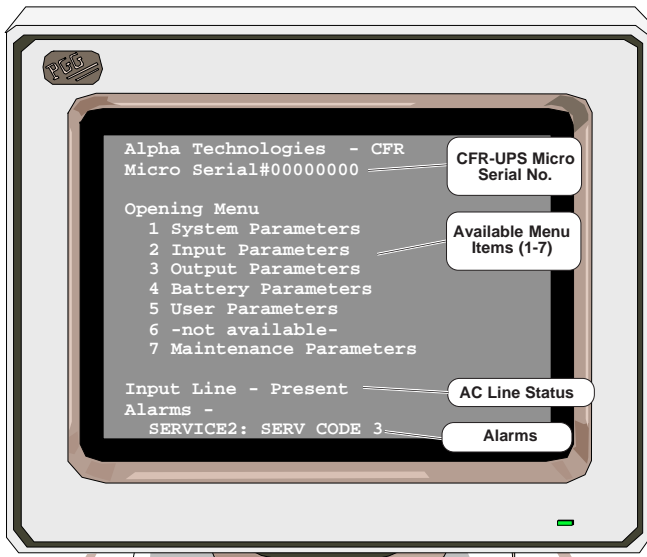 PGG
Alpha Technologies - CFR
Micro Serial#00000000
CFR-UPS Micro
Serial No.
Opening Menu
1 System Parameters
2 Input Parameters
3 Output Parameters
4 Battery Parameters
5 User Parameters
6 -not available-
7 Maintenance Parameters
Available Menu
Items (1-7)
Input Line - Present
AC Line Status
Alarms -
SERVICE2: SERV CODE 3
Alarms